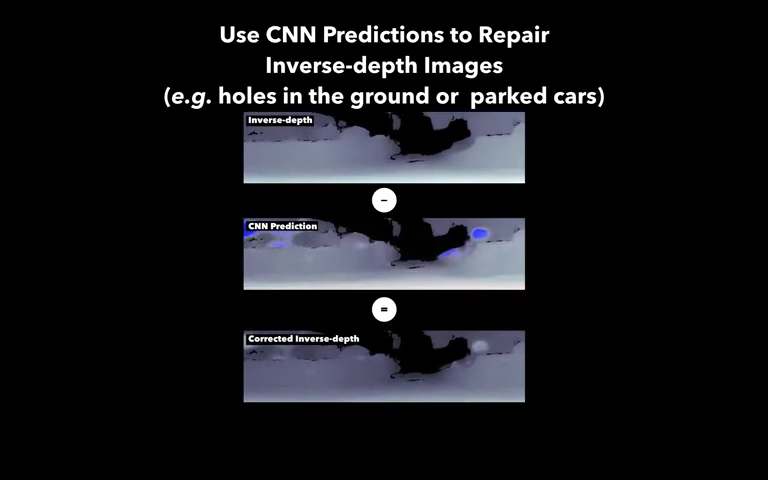 Use CNN Predictions to Repair
Inverse-depth Images
(e.g. holes in the ground or parked cars)
Inverse-depth
–
CNN Prediction
=
Corrected Inverse-depth